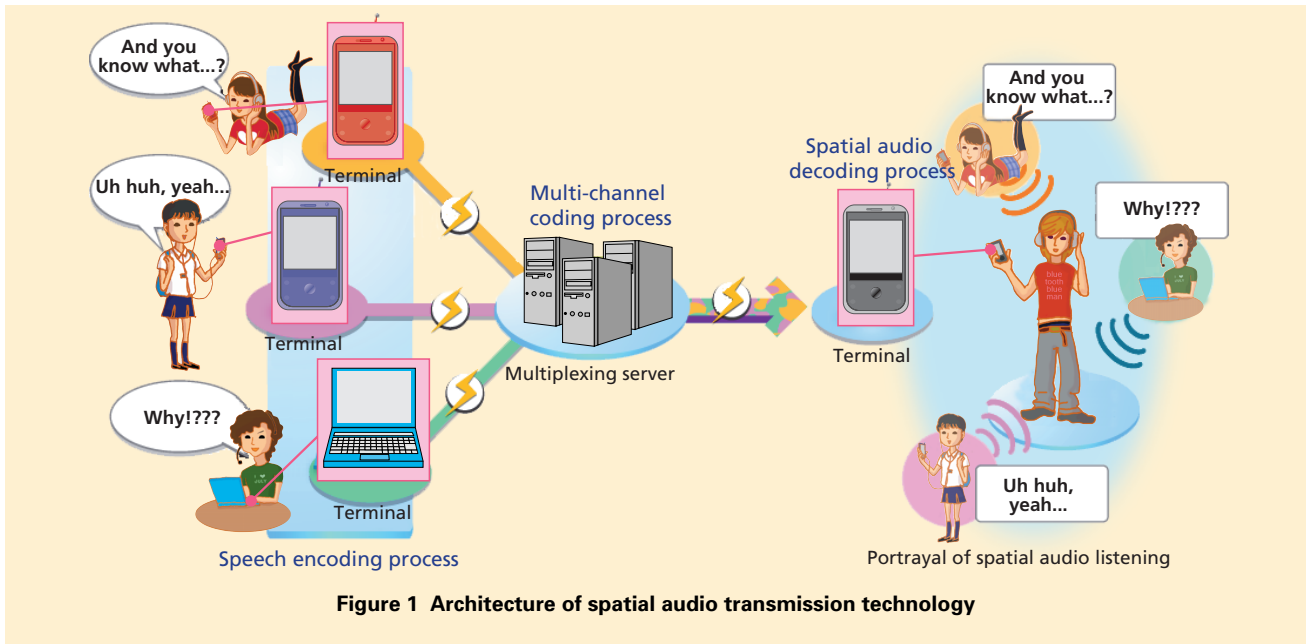 And you
know what...?
Terminal
Uh huh, yeah...
Terminal
Why!???
I
JULY
Terminal
Speech encoding process
Multi-channel
coding process
Multiplexing server
Spatial audio
decoding process
Terminal
And you
know what...?
Why!???
blue
tooth
blue
man
Uh huh,
yeah...
Portrayal of spatial audio listening
Figure 1 Architecture of spatial audio transmission technology